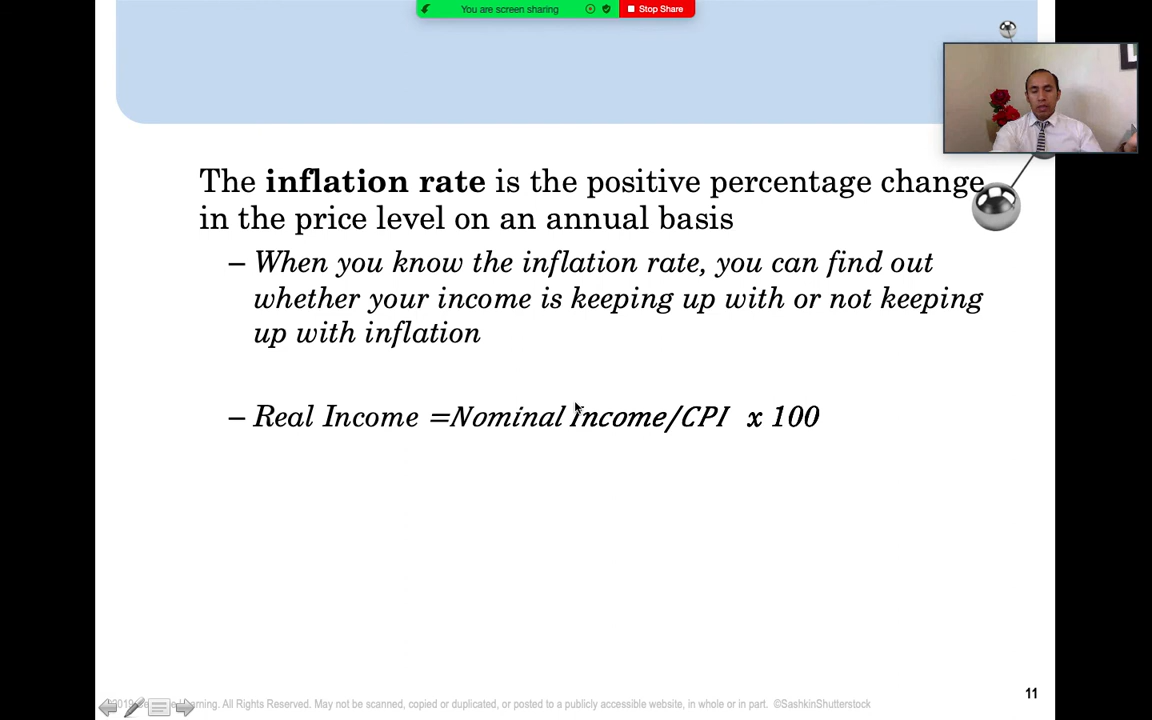 You are screen sharing
Stop Share
The inflation rate is the positive percentage change
in the price level on an annual basis
– When you know the inflation rate, you can find out
whether your income is keeping up with or not keeping
up with inflation
– Real Income =Nominal Income/CPI x 100
11
All Rights Reserved. May not be scanned, copied or duplicated, or posted to a publicly accessible website, in whole or in part. ©SashkinShutterstock